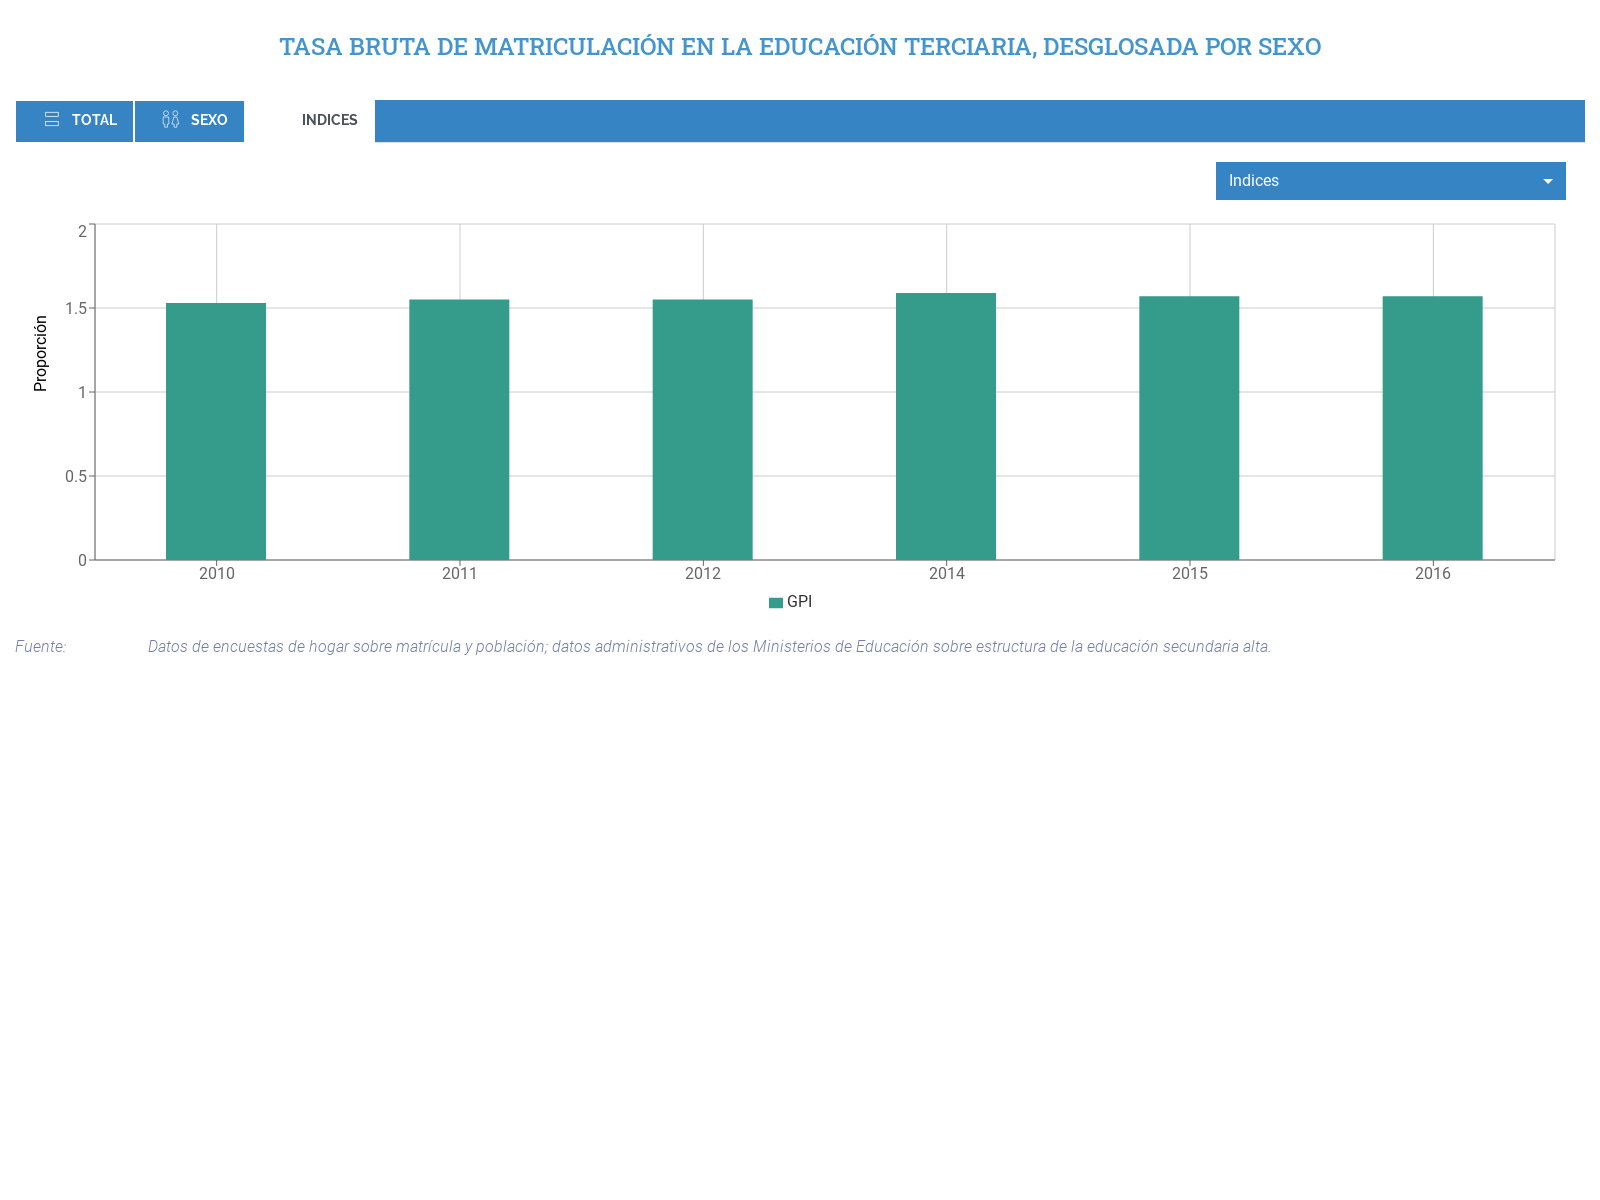 TASA BRUTA DE MATRICULACIÓN EN LA EDUCACIÓN TERCIARIA, DESGLOSADA POR SEXO
TOTAL SEXO INDICES
Indices
2
1.5
1
0.5
0
Proporción
2010 2011 2012 2014 2015 2016
GPI
Fuente: Datos de encuestas de hogar sobre matrícula y población; datos administrativos de los Ministerios de Educación sobre estructura de la educación secundaria alta.